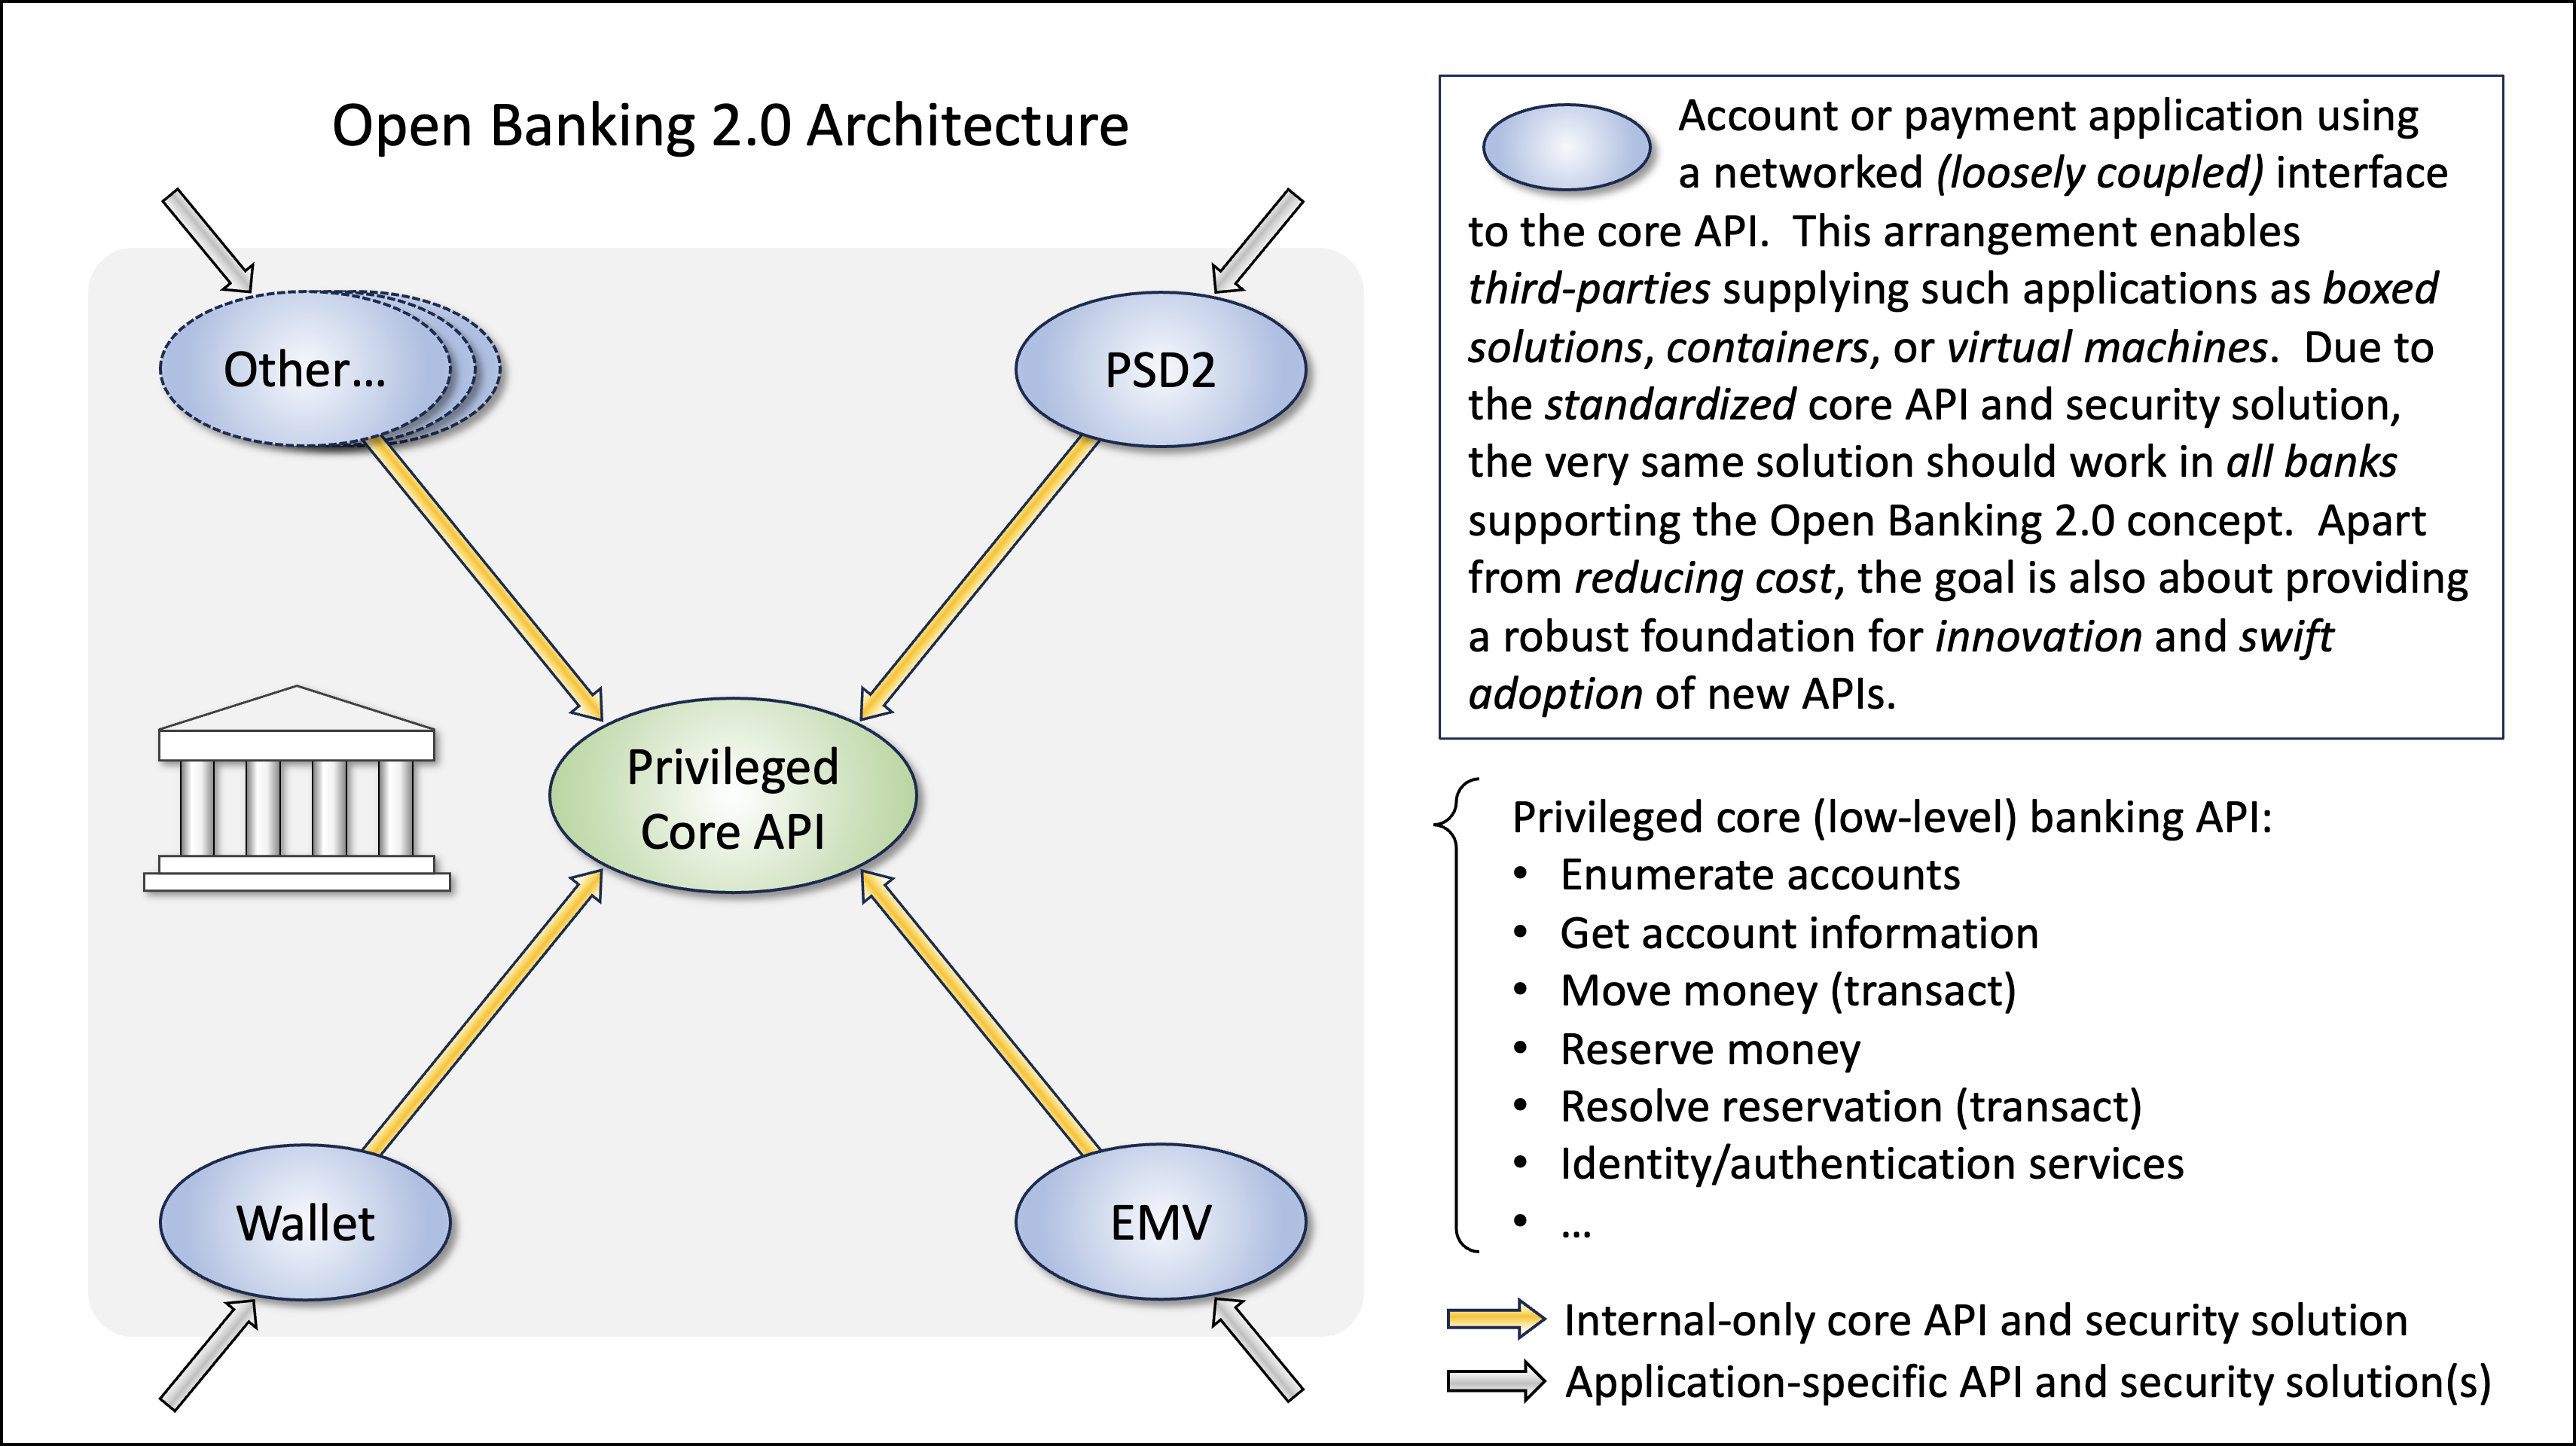 Open Banking 2.0 Architecture
Other...
PSD2
Privileged
Core API
Wallet
EMV
Account or payment application using
a networked (loosely coupled) interface
to the core API.  This arrangement enables
third-parties supplying such applications as boxed
solutions, containers, or virtual machines.  Due to
the standardized core API and security solution,
the very same solution should work in all banks
supporting the Open Banking 2.0 concept.  Apart
from reducing cost, the goal is also about providing
a robust foundation for innovation and swift
adoption of new APIs.
Privileged core (low-level) banking API:
• Enumerate accounts
• Get account information
• Move money (transact)
• Reserve money
• Resolve reservation (transact)
• Identity/authentication services
• ...
Internal-only core API and security solution
Application-specific API and security solution(s)